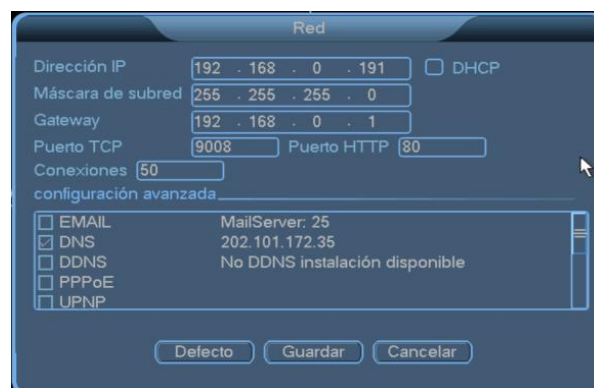 Red
Dirección IP 192 . 168 . 0 . 191 DHCP
Máscara de subred 255 . 255 . 255 . 0
Gateway 192 . 168 . 0 . 1
Puerto TCP 9008 Puerto HTTP 80
Conexiones 50
configuración avanzada
EMAIL MailServer: 25
DNS 202.101.172.35
DDNS No DDNS instalación disponible
PPPoE
UPNP
Defecto Guardar Cancelar